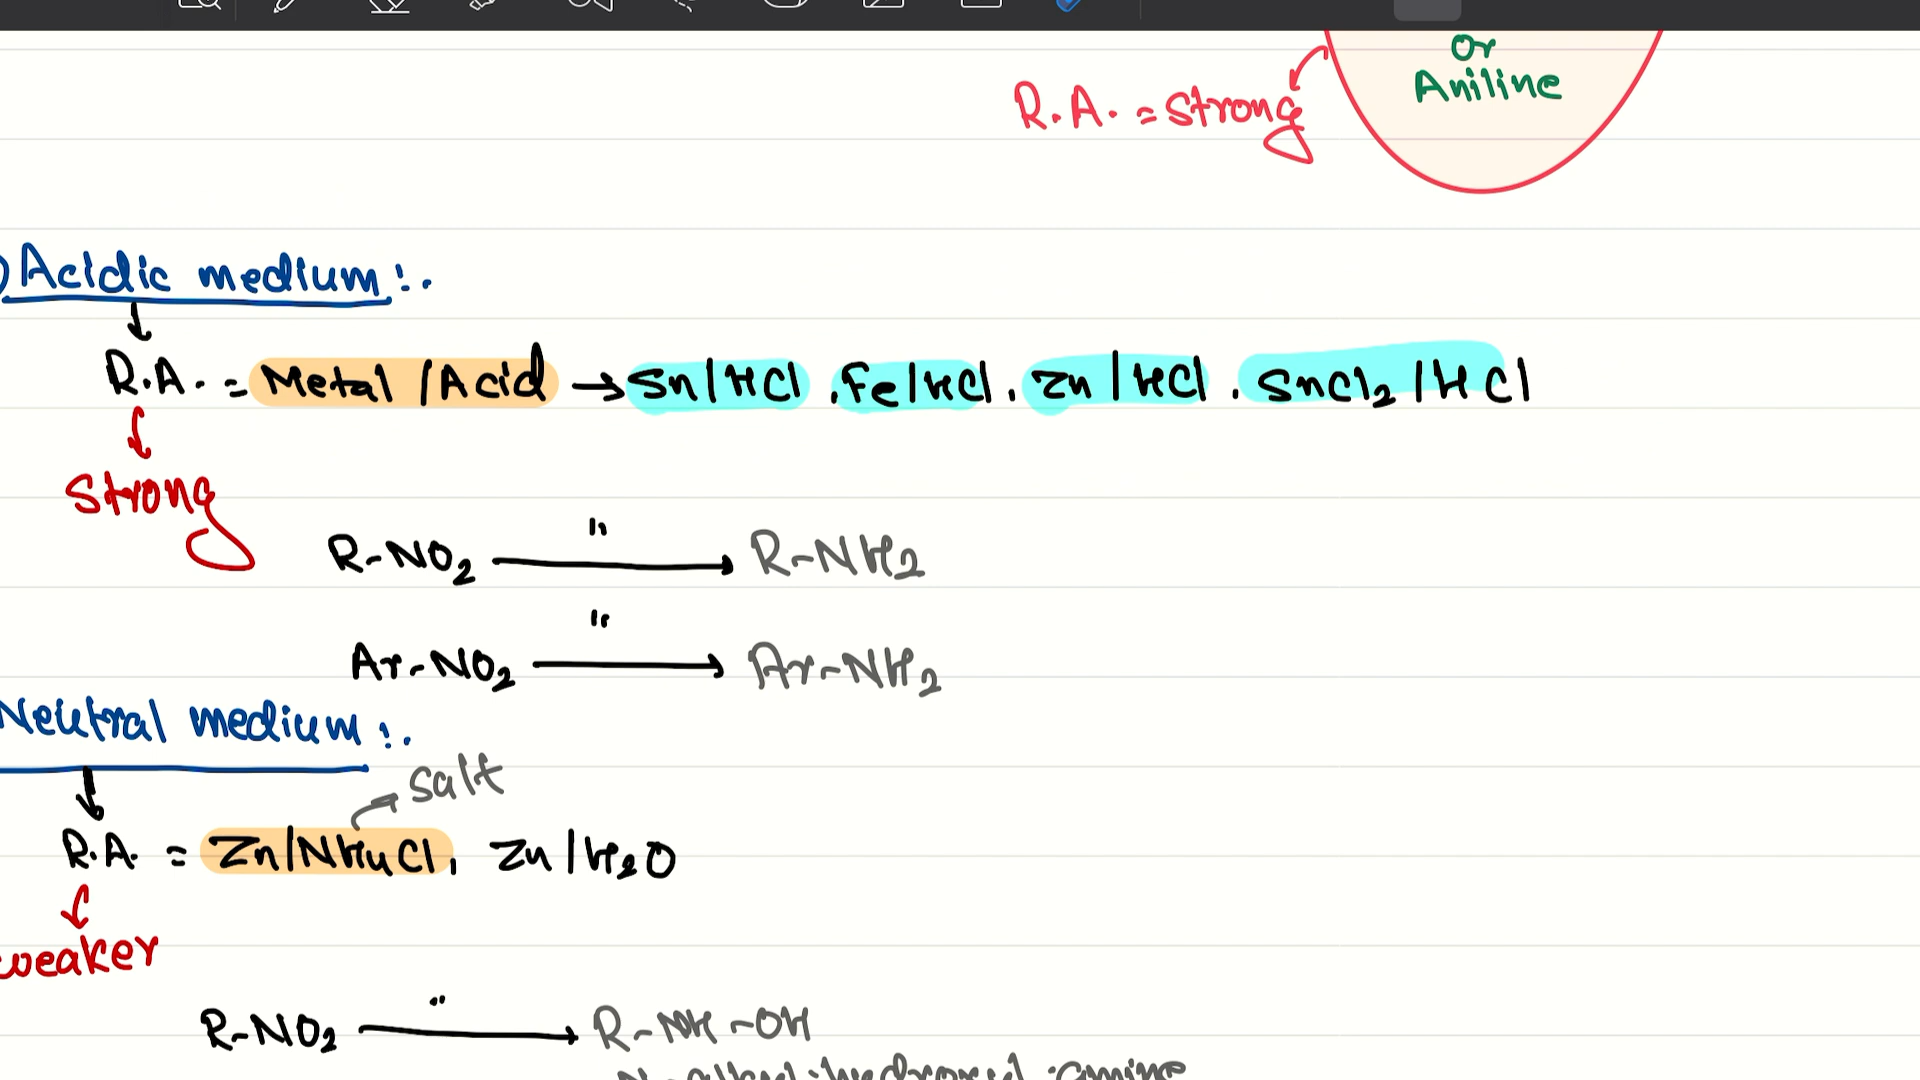 Or
Aniline
R.A. = Strong
Acidic medium :.
R.A. = Metal / Acid → Sn/HCl . Fe/HCl . Zn/HCl . SnCl₂/HCl
Strong
"
R-NO₂ → R-NH₂
"
Ar-NO₂ → Ar-NH₂
Neutral medium :.
Salt
R.A. = Zn/NH₄Cl, Zn/H₂O
weaker
"
R-NO₂ → R-NH-OH